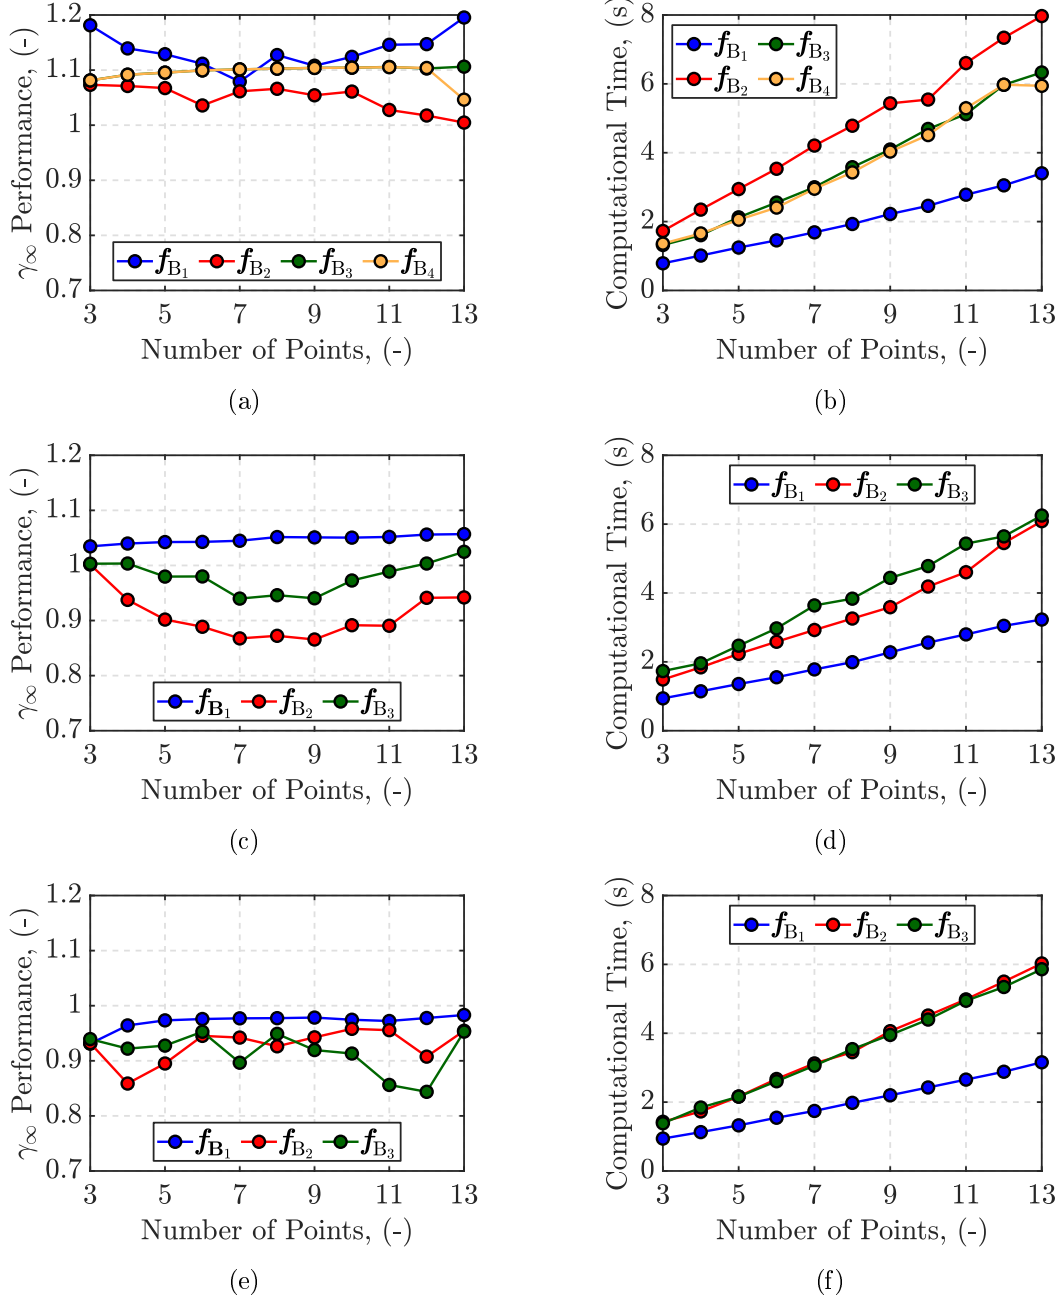 1.2
1.1
1
0.9
0.8
0.7
γ∞ Performance, (-)
f_B1 f_B2 f_B3 f_B4
3 5 7 9 11 13
Number of Points, (-)
(a)
8
6
4
2
0
Computational Time, (s)
f_B1 f_B3
f_B2 f_B4
3 5 7 9 11 13
Number of Points, (-)
(b)
1.2
1.1
1
0.9
0.8
0.7
γ∞ Performance, (-)
f_B1 f_B2 f_B3
3 5 7 9 11 13
Number of Points, (-)
(c)
8
6
4
2
0
Computational Time, (s)
f_B1 f_B2 f_B3
3 5 7 9 11 13
Number of Points, (-)
(d)
1.2
1.1
1
0.9
0.8
0.7
γ∞ Performance, (-)
f_B1 f_B2 f_B3
3 5 7 9 11 13
Number of Points, (-)
(e)
8
6
4
2
0
Computational Time, (s)
f_B1 f_B2 f_B3
3 5 7 9 11 13
Number of Points, (-)
(f)